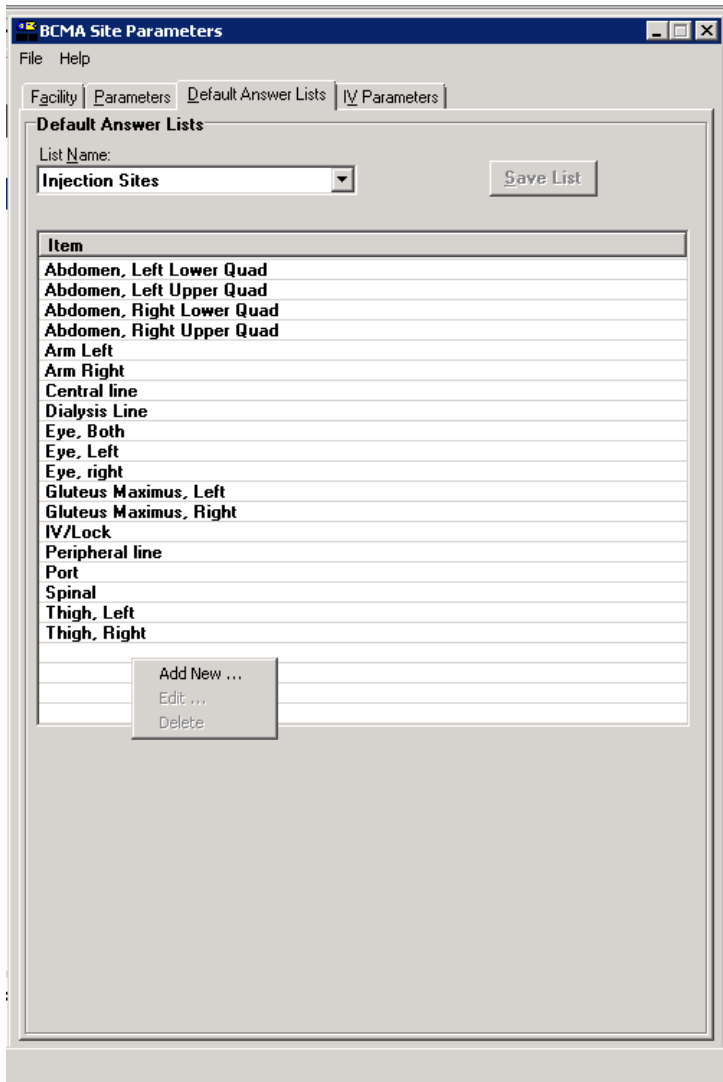 BCMA Site Parameters
File Help
Facility Parameters Default Answer Lists IV Parameters
Default Answer Lists
List Name:
Injection Sites
Save List
Item
Abdomen, Left Lower Quad
Abdomen, Left Upper Quad
Abdomen, Right Lower Quad
Abdomen, Right Upper Quad
Arm Left
Arm Right
Central line
Dialysis Line
Eye, Both
Eye, Left
Eye, right
Gluteus Maximus, Left
Gluteus Maximus, Right
IV/Lock
Peripheral line
Port
Spinal
Thigh, Left
Thigh, Right
Add New ...
Edit ...
Delete